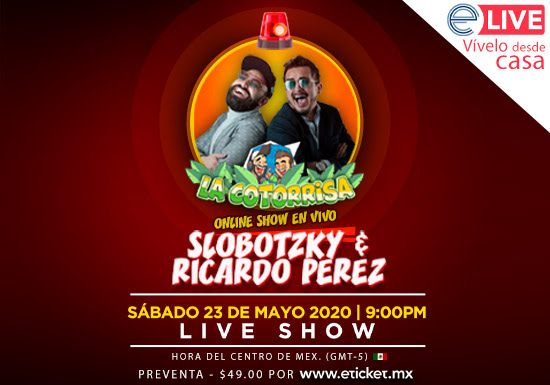 e LIVE
Vívelo desde
casa
LA COTORRiSA
ONLINE SHOW EN VIVO
SLOBOTZKY &
RICARDO PEREZ
SÁBADO 23 DE MAYO 2020 | 9:00PM
LIVE SHOW
HORA DEL CENTRO DE MEX. (GMT-5)
PREVENTA - $49.00 POR www.eticket.mx